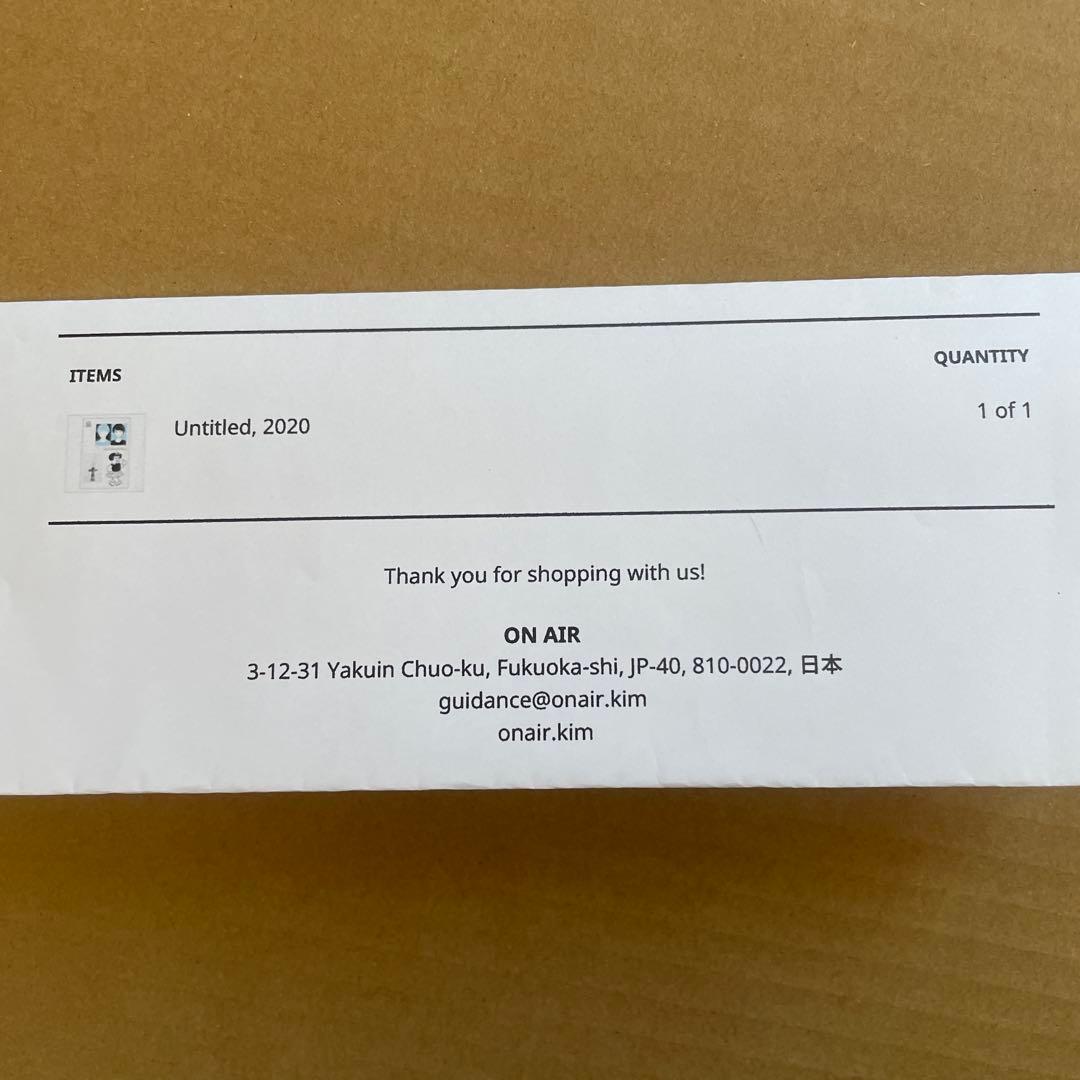 ITEMS QUANTITY
Untitled, 2020 1 of 1
Thank you for shopping with us!
ON AIR
3-12-31 Yakuin Chuo-ku, Fukuoka-shi, JP-40, 810-0022, 日本
guidance@onair.kim
onair.kim